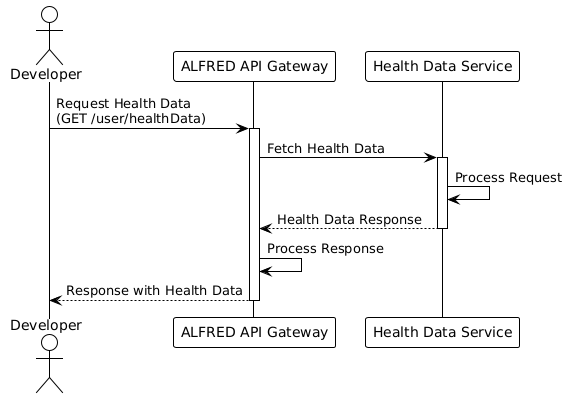 Developer
ALFRED API Gateway
Health Data Service
Request Health Data
(GET /user/healthData)
Fetch Health Data
Process Request
Health Data Response
Process Response
Response with Health Data
Developer
ALFRED API Gateway
Health Data Service